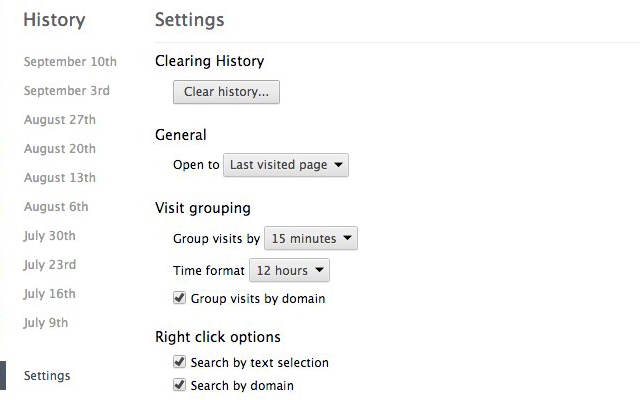 History
September 10th
September 3rd
August 27th
August 20th
August 13th
August 6th
July 30th
July 23rd
July 16th
July 9th
Settings
Settings
Clearing History
Clear history...
General
Open to Last visited page
Visit grouping
Group visits by 15 minutes
Time format 12 hours
Group visits by domain
Right click options
Search by text selection
Search by domain